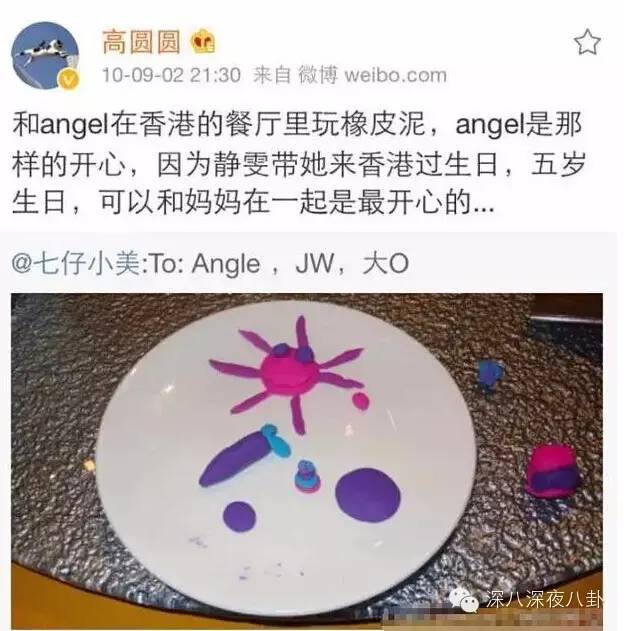 高圆圆
10-09-02 21:30 来自 微博 weibo.com
和angel在香港的餐厅里玩橡皮泥，angel是那
样的开心，因为静雯带她来香港过生日，五岁
生日，可以和妈妈在一起是最开心的...
@七仔小美:To: Angle ，JW，大O
深八深夜八卦